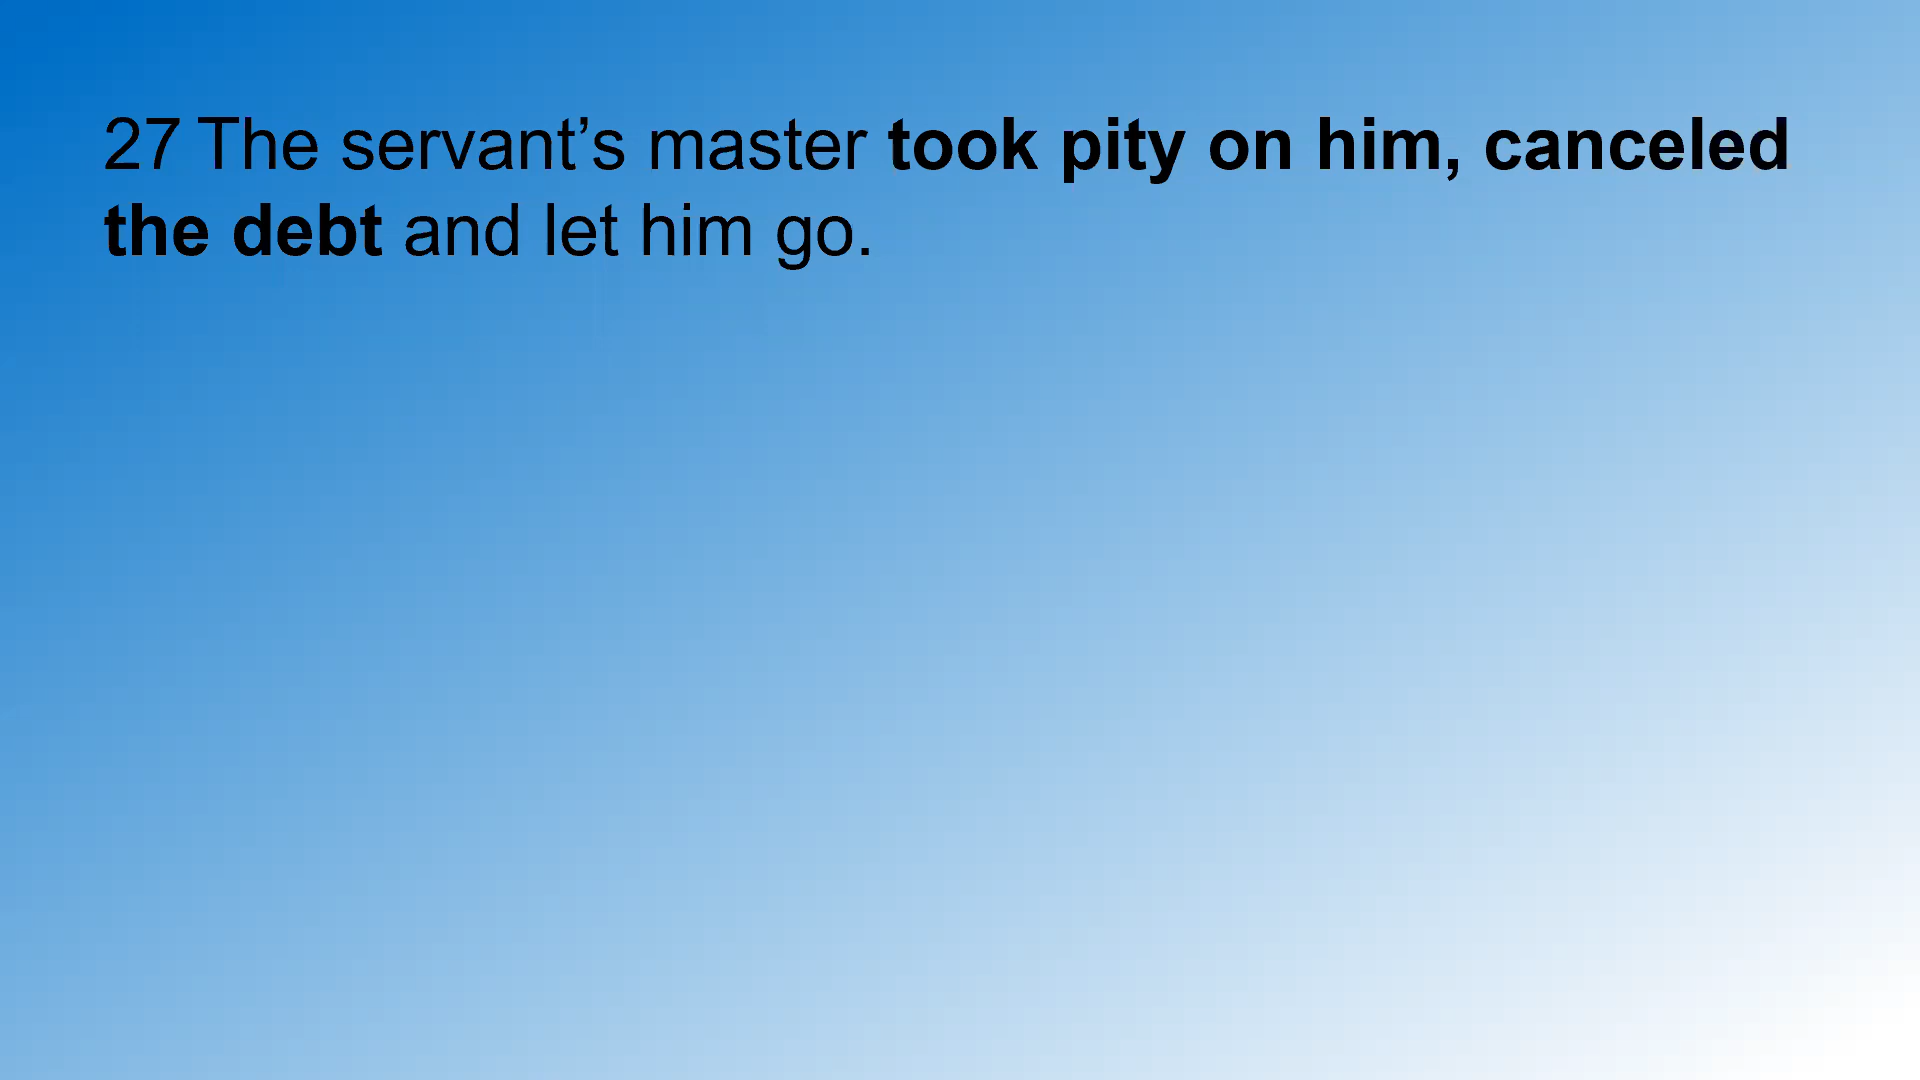 27 The servant’s master took pity on him, canceled
the debt and let him go.